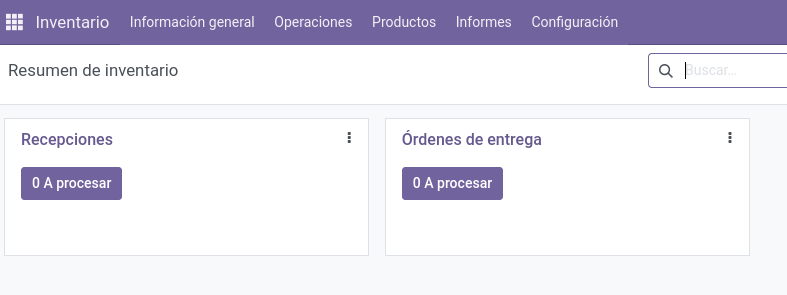 Inventario Información general Operaciones Productos Informes Configuración
Resumen de inventario Buscar...
Recepciones Órdenes de entrega
0 A procesar 0 A procesar